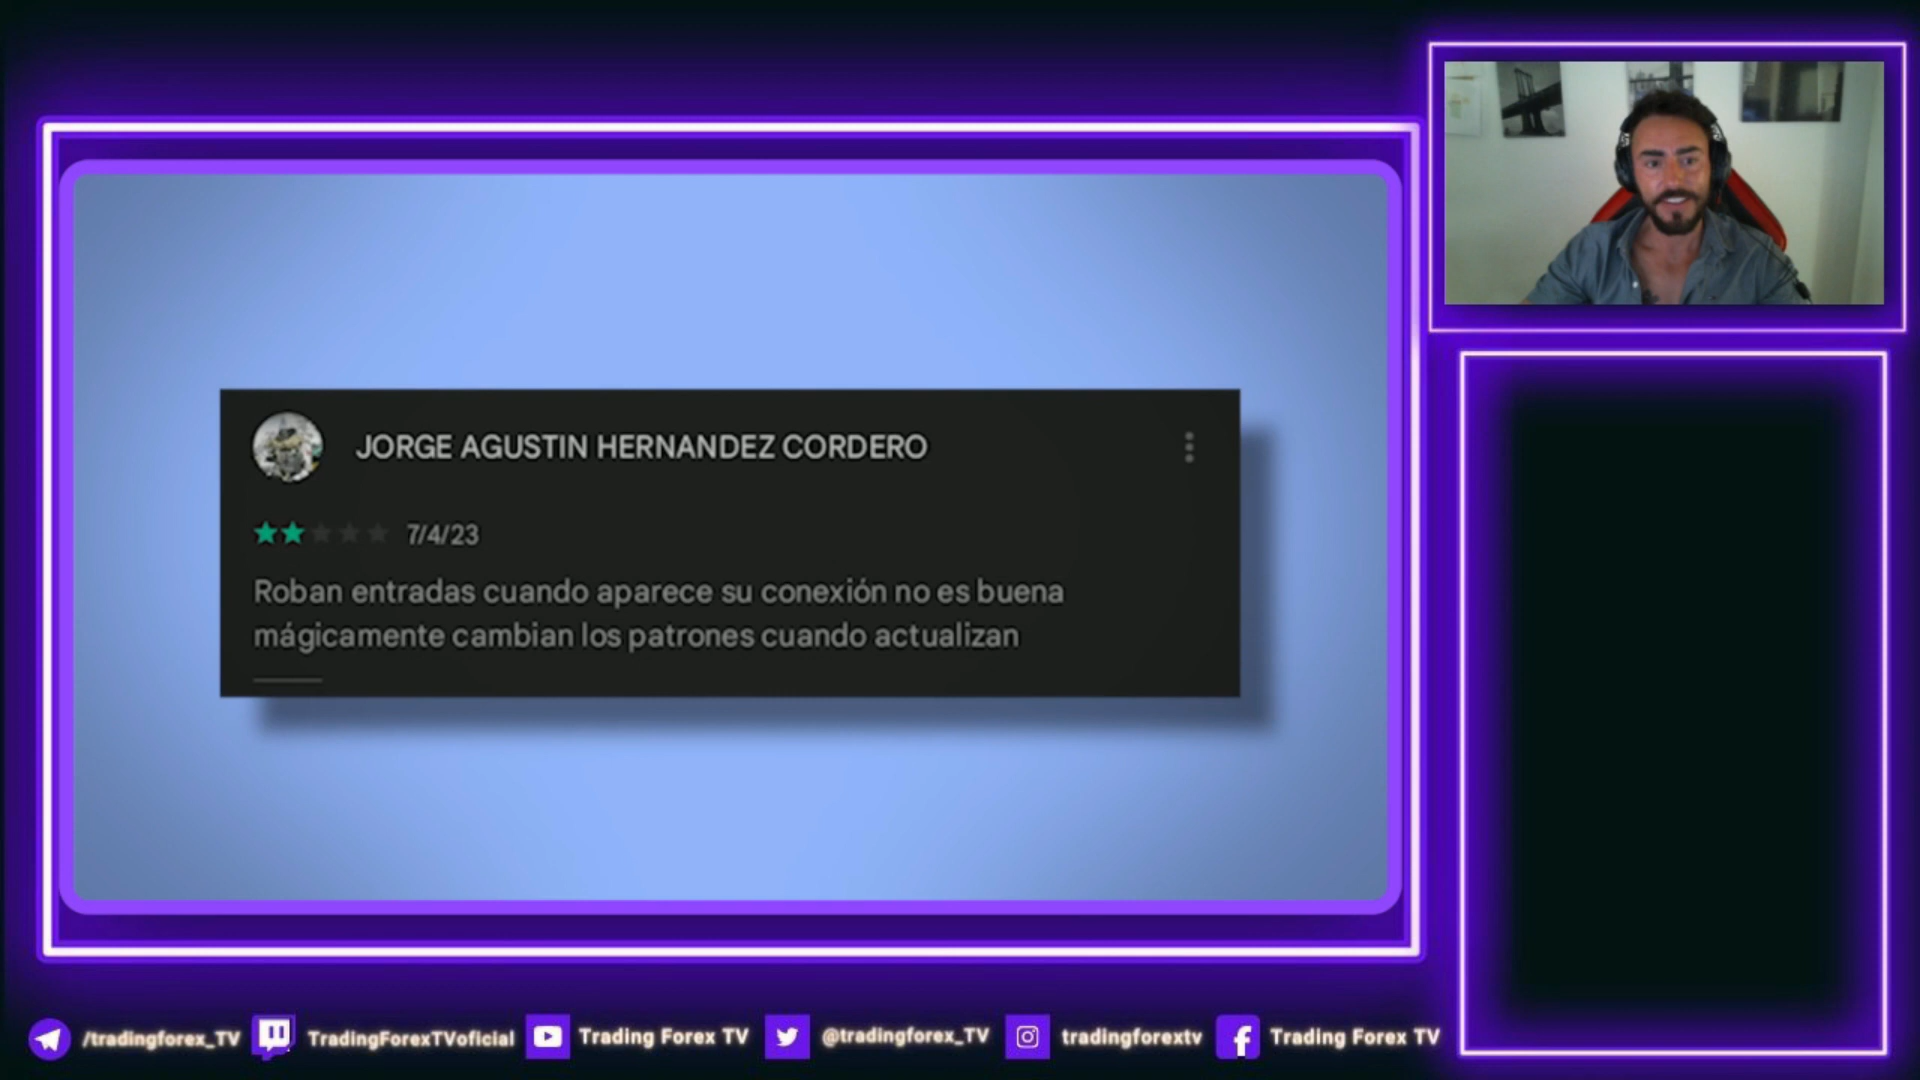 JORGE AGUSTIN HERNANDEZ CORDERO
7/4/23
Roban entradas cuando aparece su conexión no es buena
mágicamente cambian los patrones cuando actualizan
/tradingforex_TV
TradingForexTVoficial
Trading Forex TV
@tradingforex_TV
tradingforextv
Trading Forex TV